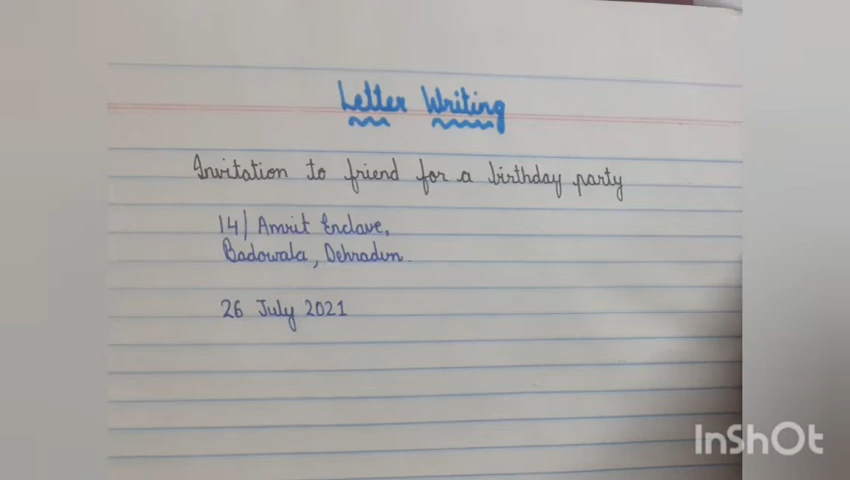 Letter Writing
Invitation to friend for a birthday party
14/ Amrit Enclave,
Badowala, Dehradun.
26 July 2021
InShOt